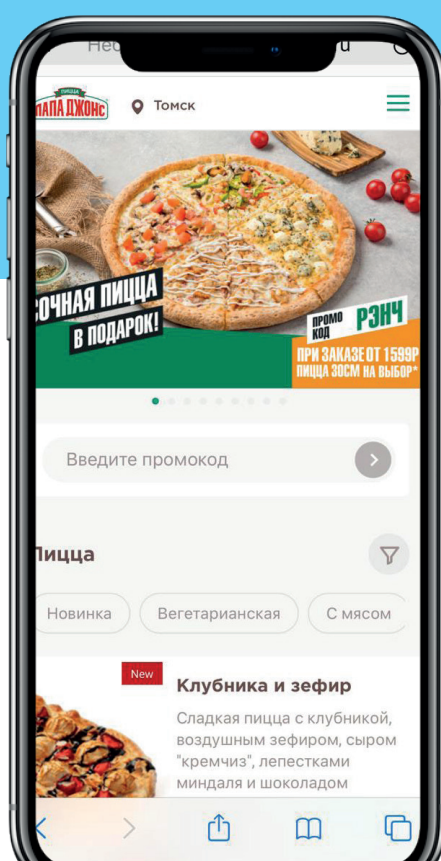 ПИЦЦА
ПАПА ДЖОНС
Томск
В ПОДАРОК!
ПИЦЦА
ПРОМО
КОД
РЭНЧ
ПРИ ЗАКАЗЕ ОТ 1599Р
ПИЦЦА 30СМ НА ВЫБОР*
Введите промокод
Пицца
Новинка
Вегетарианская
С мясом
New
Клубника и зефир
Сладкая пицца с клубникой,
воздушным зефиром, сыром
"кремчиз", лепестками
миндаля и шоколадом